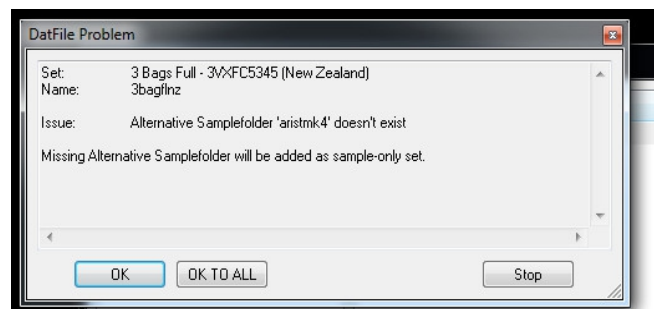 DatFile Problem
Set: 3 Bags Full - 3VXFC5345 (New Zealand)
Name: 3bagflnz
Issue: Alternative Samplefolder 'aristmk4' doesn't exist
Missing Alternative Samplefolder will be added as sample-only set.
OK OK TO ALL Stop